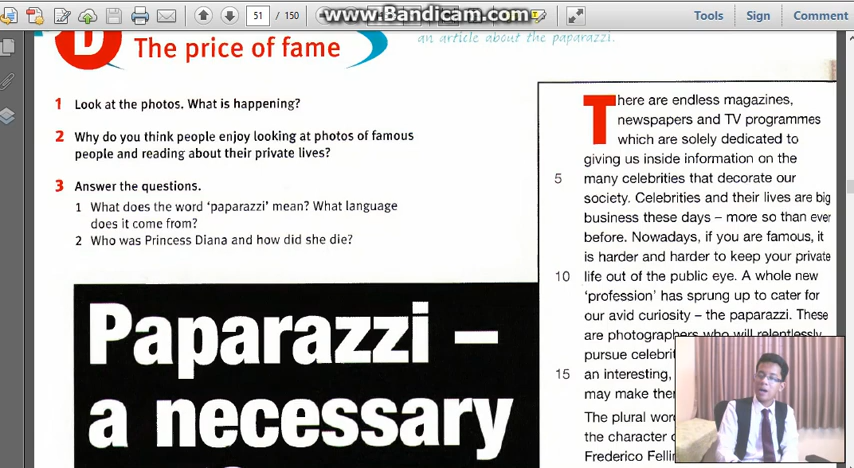 51 / 150
www.Bandicam.com
Tools
Sign
Comment
D
The price of fame
an article about the paparazzi.
1 Look at the photos. What is happening?
2 Why do you think people enjoy looking at photos of famous
people and reading about their private lives?
3 Answer the questions.
1 What does the word 'paparazzi' mean? What language
does it come from?
2 Who was Princess Diana and how did she die?
Paparazzi –
a necessary
There are endless magazines,
newspapers and TV programmes
which are solely dedicated to
giving us inside information on the
5 many celebrities that decorate our
society. Celebrities and their lives are big
business these days – more so than ever
before. Nowadays, if you are famous, it
is harder and harder to keep your private
10 life out of the public eye. A whole new
'profession' has sprung up to cater for
our avid curiosity – the paparazzi. These
are photographers who will relentlessly
pursue
15 an interesting,
may make
The plural
the character
Frederico